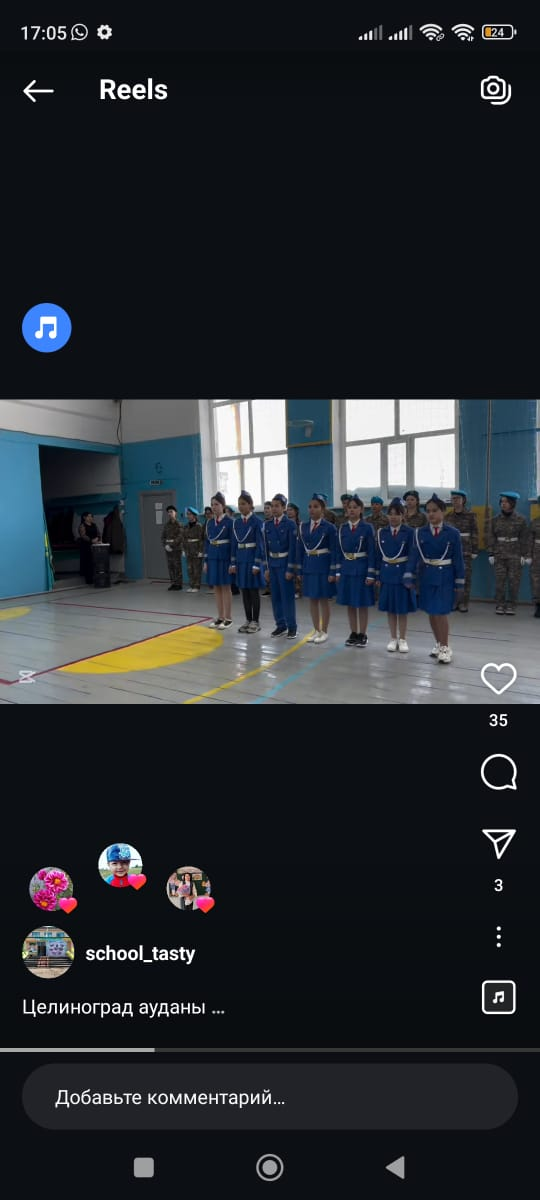 17:05
24
Reels
35
3
school_tasty
Целиноград ауданы ...
Добавьте комментарий...